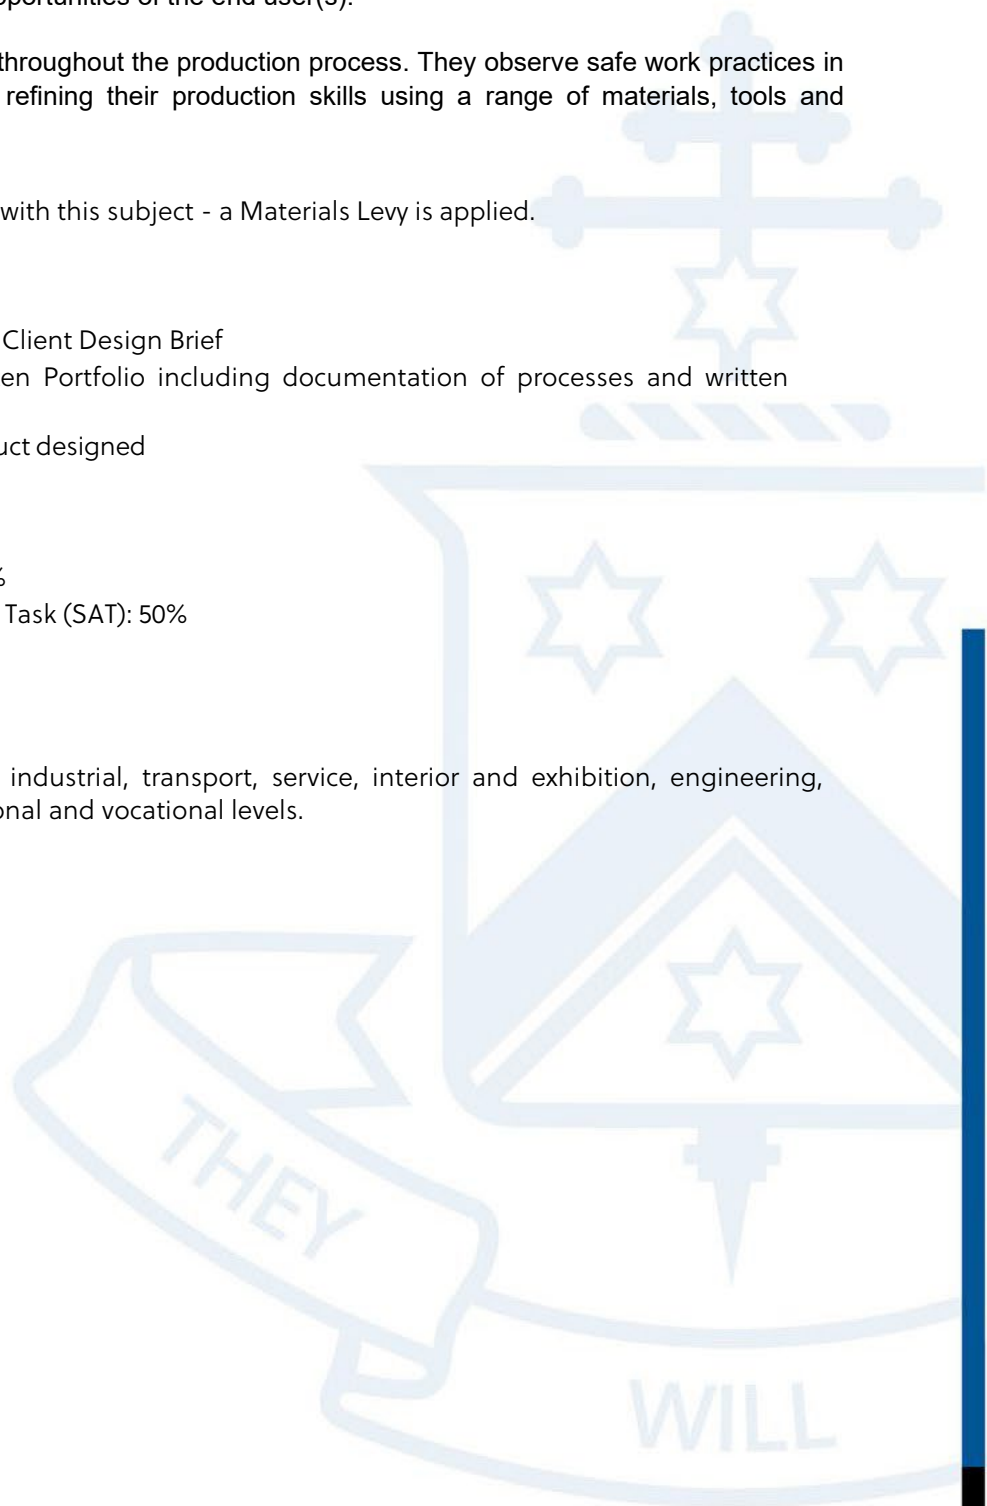 opportunities of the end user(s).
throughout the production process. They observe safe work practices in
refining their production skills using a range of materials, tools and
with this subject - a Materials Levy is applied.
Client Design Brief
en Portfolio including documentation of processes and written
uct designed
%
Task (SAT): 50%
industrial, transport, service, interior and exhibition, engineering,
onal and vocational levels.
THEY
WILL